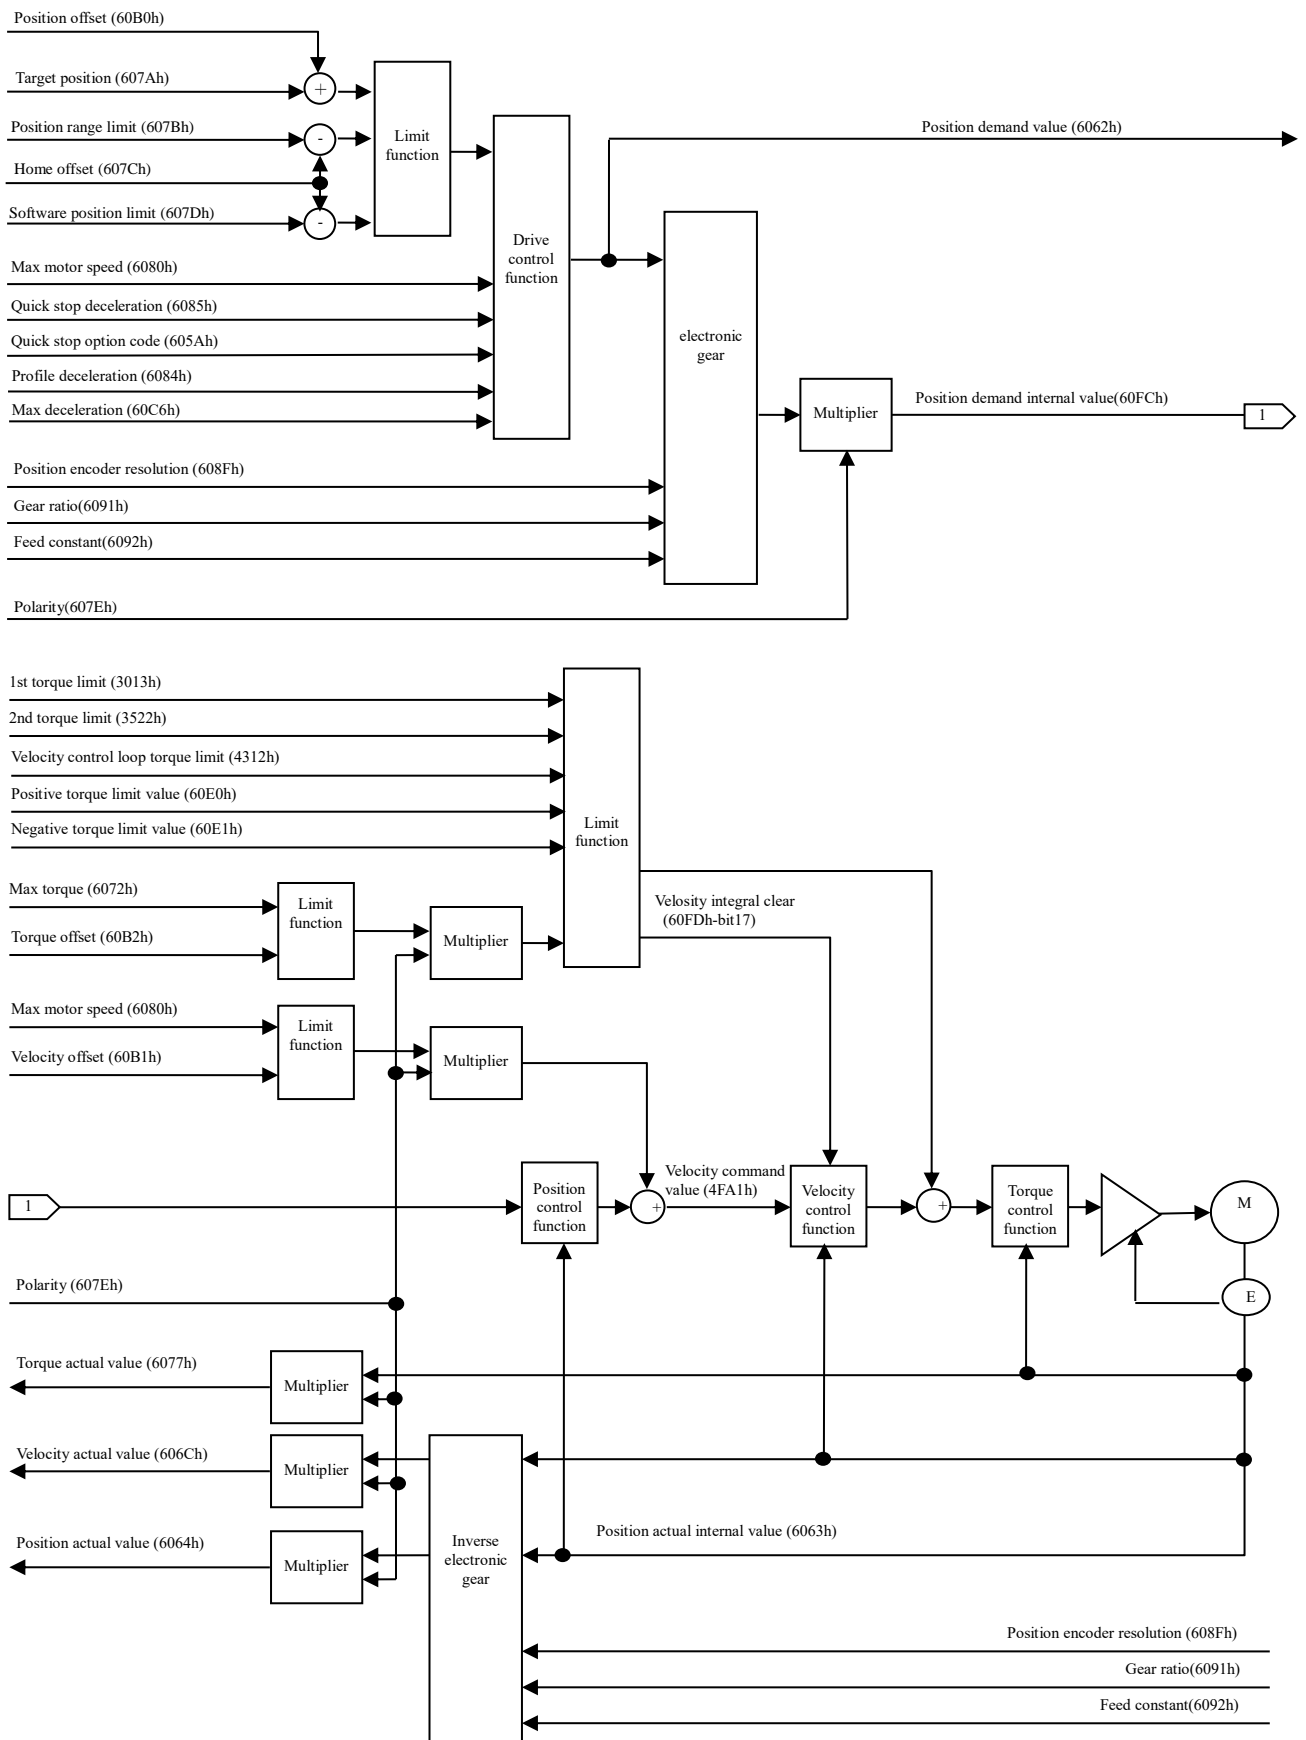 Position offset (60B0h)
Target position (607Ah)
+
Position range limit (607Bh)
-
Limit
function
Home offset (607Ch)
Software position limit (607Dh)
-
Position demand value (6062h)
Drive
control
function
Max motor speed (6080h)
Quick stop deceleration (6085h)
Quick stop option code (605Ah)
Profile deceleration (6084h)
Max deceleration (60C6h)
electronic
gear
Multiplier
Position demand internal value(60FCh)
1
Position encoder resolution (608Fh)
Gear ratio(6091h)
Feed constant(6092h)
Polarity(607Eh)
1st torque limit (3013h)
2nd torque limit (3522h)
Velocity control loop torque limit (4312h)
Positive torque limit value (60E0h)
Negative torque limit value (60E1h)
Limit
function
Max torque (6072h)
Torque offset (60B2h)
Limit
function
Multiplier
Velosity integral clear
(60FDh-bit17)
Max motor speed (6080h)
Velocity offset (60B1h)
Limit
function
Multiplier
1
Position
control
function
+
Velocity command
value (4FA1h)
Velocity
control
function
+
Torque
control
function
M
E
Polarity (607Eh)
Torque actual value (6077h)
Multiplier
Velocity actual value (606Ch)
Multiplier
Position actual value (6064h)
Multiplier
Inverse
electronic
gear
Position actual internal value (6063h)
Position encoder resolution (608Fh)
Gear ratio(6091h)
Feed constant(6092h)